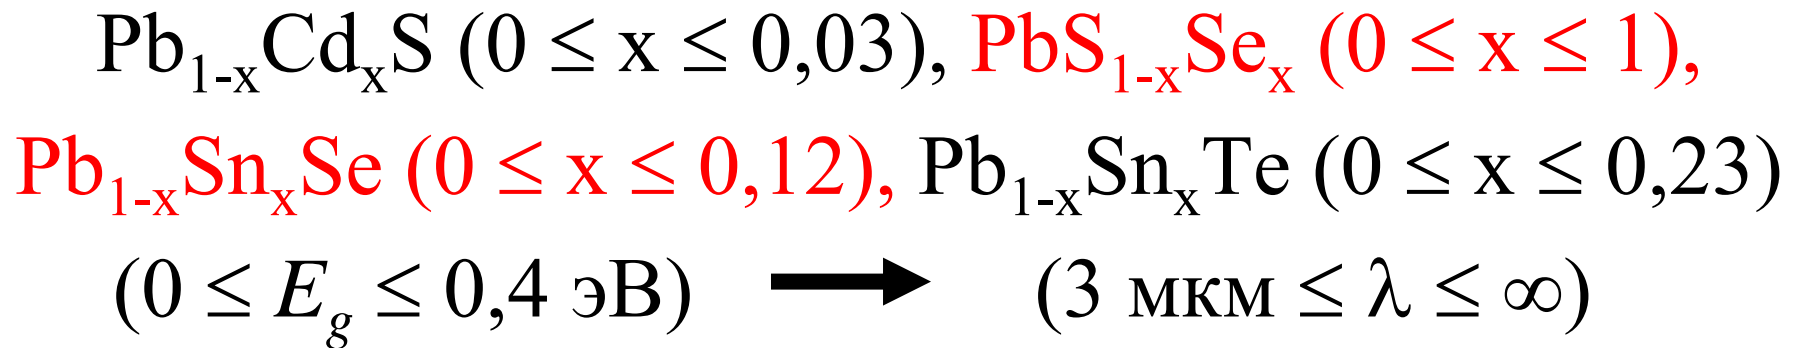 Pb₁₋ₓCdₓS (0 ≤ x ≤ 0,03), PbS₁₋ₓSeₓ (0 ≤ x ≤ 1),
Pb₁₋ₓSnₓSe (0 ≤ x ≤ 0,12), Pb₁₋ₓSnₓTe (0 ≤ x ≤ 0,23)
(0 ≤ E_g ≤ 0,4 эВ) → (3 мкм ≤ λ ≤ ∞)